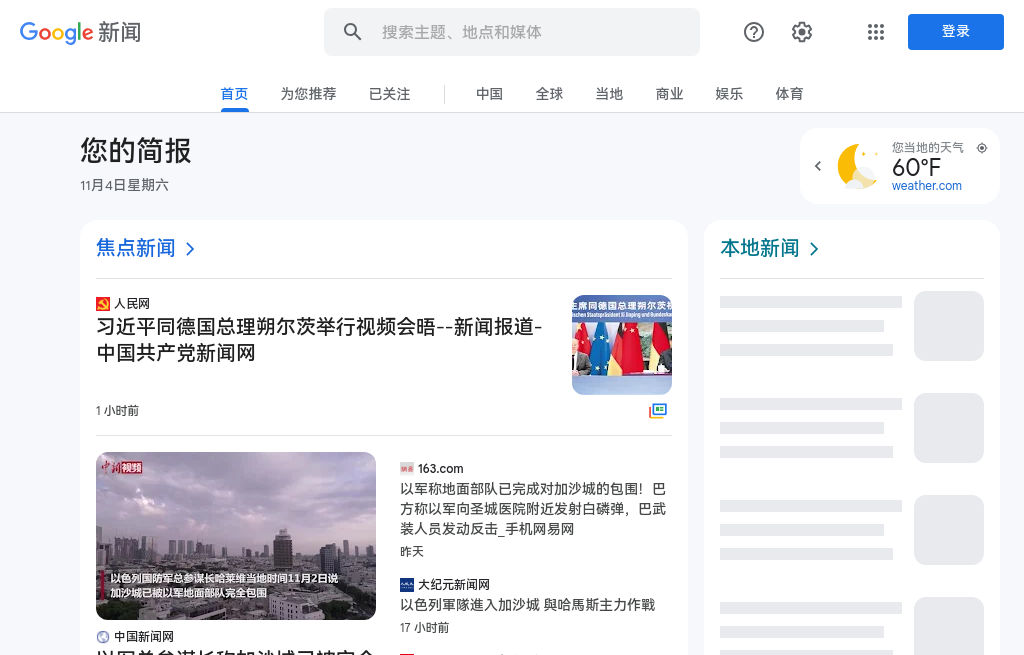 Google 新闻
搜索主题、地点和媒体
登录
首页
为您推荐
已关注
中国
全球
当地
商业
娱乐
体育
您的简报
11月4日星期六
您当地的天气
60°F
weather.com
焦点新闻
人民网
习近平同德国总理朔尔茨举行视频会晤--新闻报道-
中国共产党新闻网
1 小时前
中新视频
以色列国防军总参谋长哈莱维当地时间11月2日说
加沙城已被以军地面部队完全包围
中国新闻网
163.com
以军称地面部队已完成对加沙城的包围！巴
方称以军向圣城医院附近发射白磷弹，巴武
装人员发动反击_手机网易网
昨天
大纪元新闻网
以色列軍隊進入加沙城 與哈馬斯主力作戰
17 小时前
本地新闻